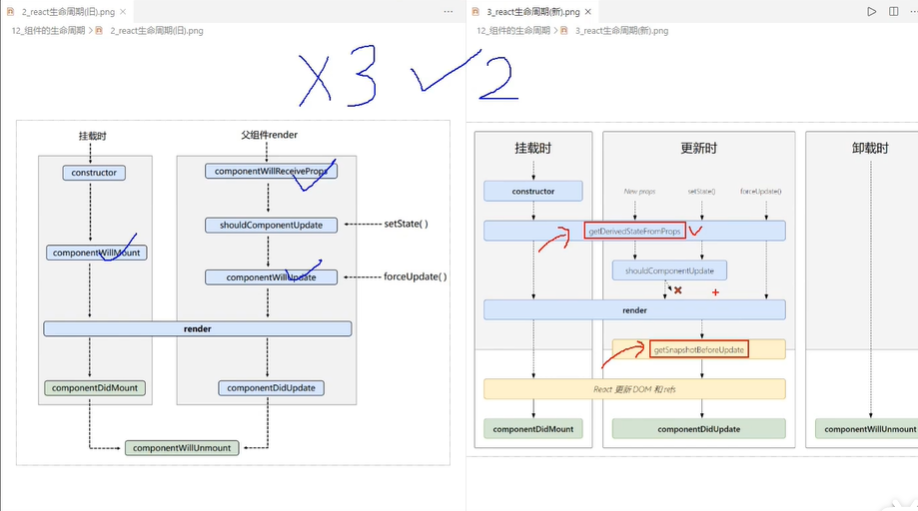 2_react生命周期(旧).png ×
12_组件的生命周期 > 2_react生命周期(旧).png
3_react生命周期(新).png ×
12_组件的生命周期 > 3_react生命周期(新).png
X3 ✓2
挂载时
父组件render
constructor
componentWillReceiveProps
shouldComponentUpdate
setState()
componentWillMount
componentWillUpdate
forceUpdate()
render
componentDidMount
componentDidUpdate
componentWillUnmount
挂载时
更新时
卸载时
constructor
New props
setState()
forceUpdate()
getDerivedStateFromProps
shouldComponentUpdate
render
getSnapshotBeforeUpdate
React 更新 DOM 和 refs
componentDidMount
componentDidUpdate
componentWillUnmount